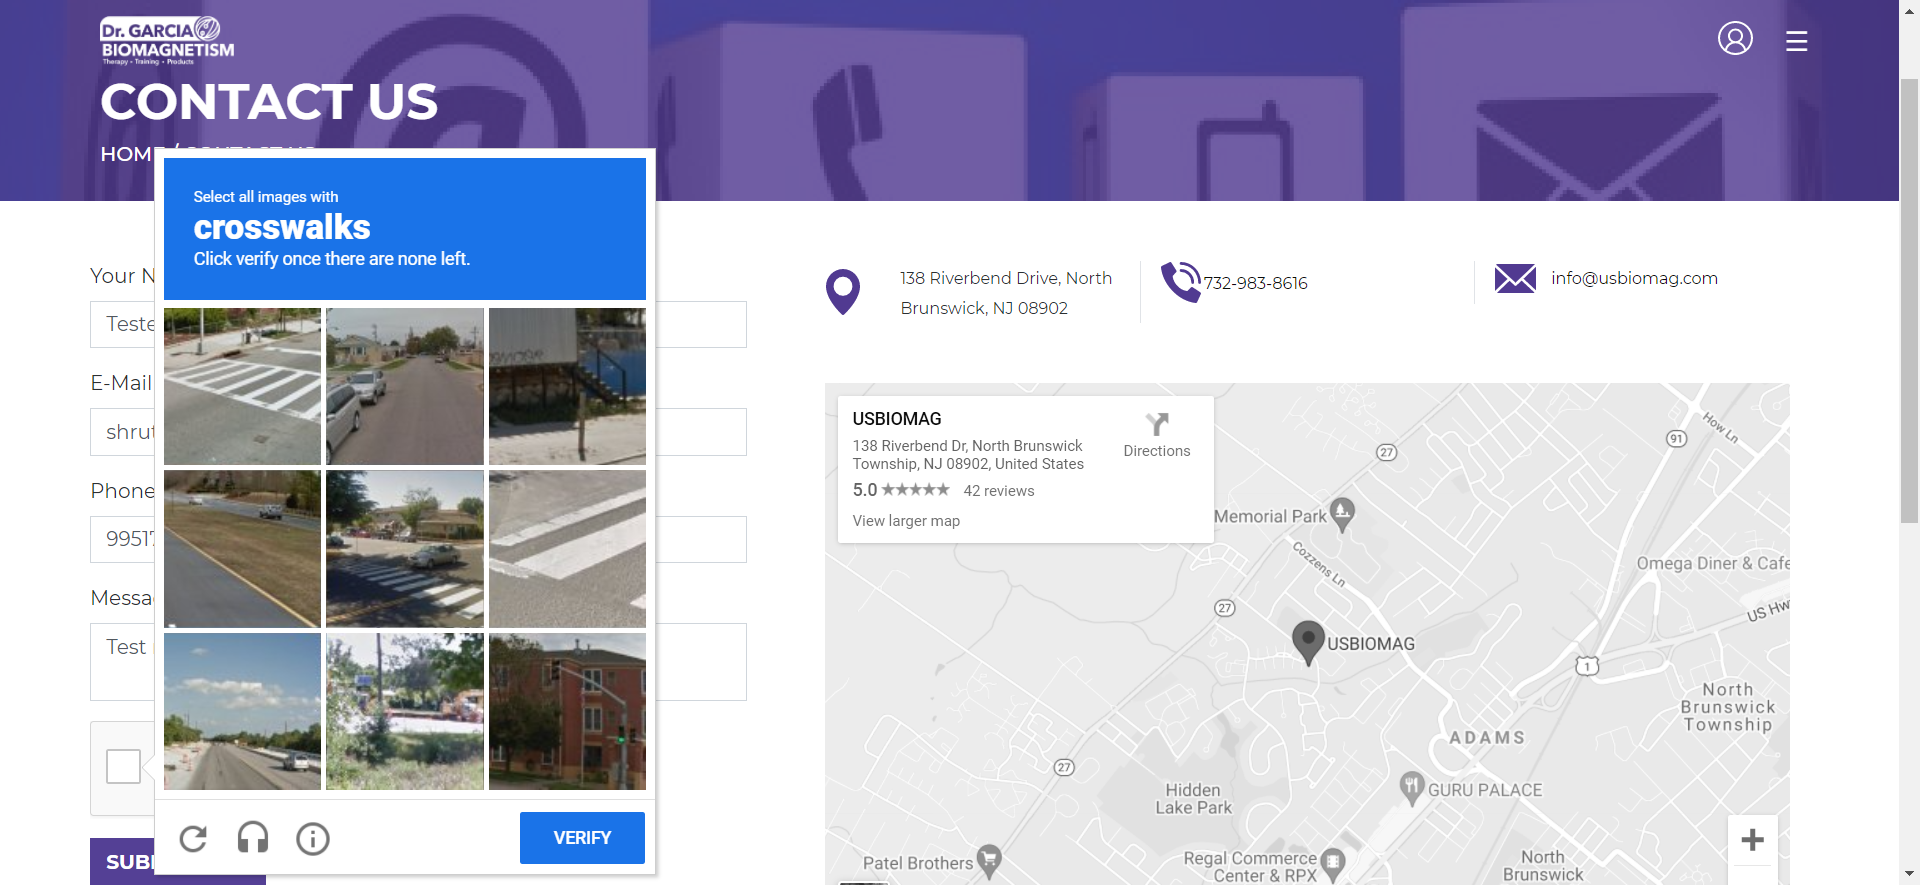 Dr. GARCIA
BIOMAGNETISM
Therapy • Training • Products
CONTACT US
HOME /
Select all images with
crosswalks
Click verify once there are none left.
Your N
Teste
E-Mail
shrut
Phone
9951
Messa
Test
VERIFY
SUB
138 Riverbend Drive, North
Brunswick, NJ 08902
732-983-8616
info@usbiomag.com
USBIOMAG
138 Riverbend Dr, North Brunswick
Township, NJ 08902, United States
5.0 ★★★★★ 42 reviews
View larger map
Directions
How Ln
91
27
Memorial Park
Cozzens Ln
Omega Diner & Cafe
27
US Hw
USBIOMAG
1
North
Brunswick
Township
ADAMS
27
Hidden
Lake Park
GURU PALACE
Patel Brothers
Regal Commerce
Center & RPX
North
Brunswick